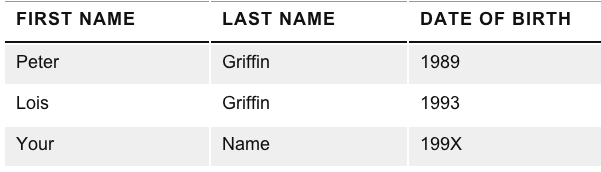 FIRST NAME LAST NAME DATE OF BIRTH
Peter Griffin 1989
Lois Griffin 1993
Your Name 199X